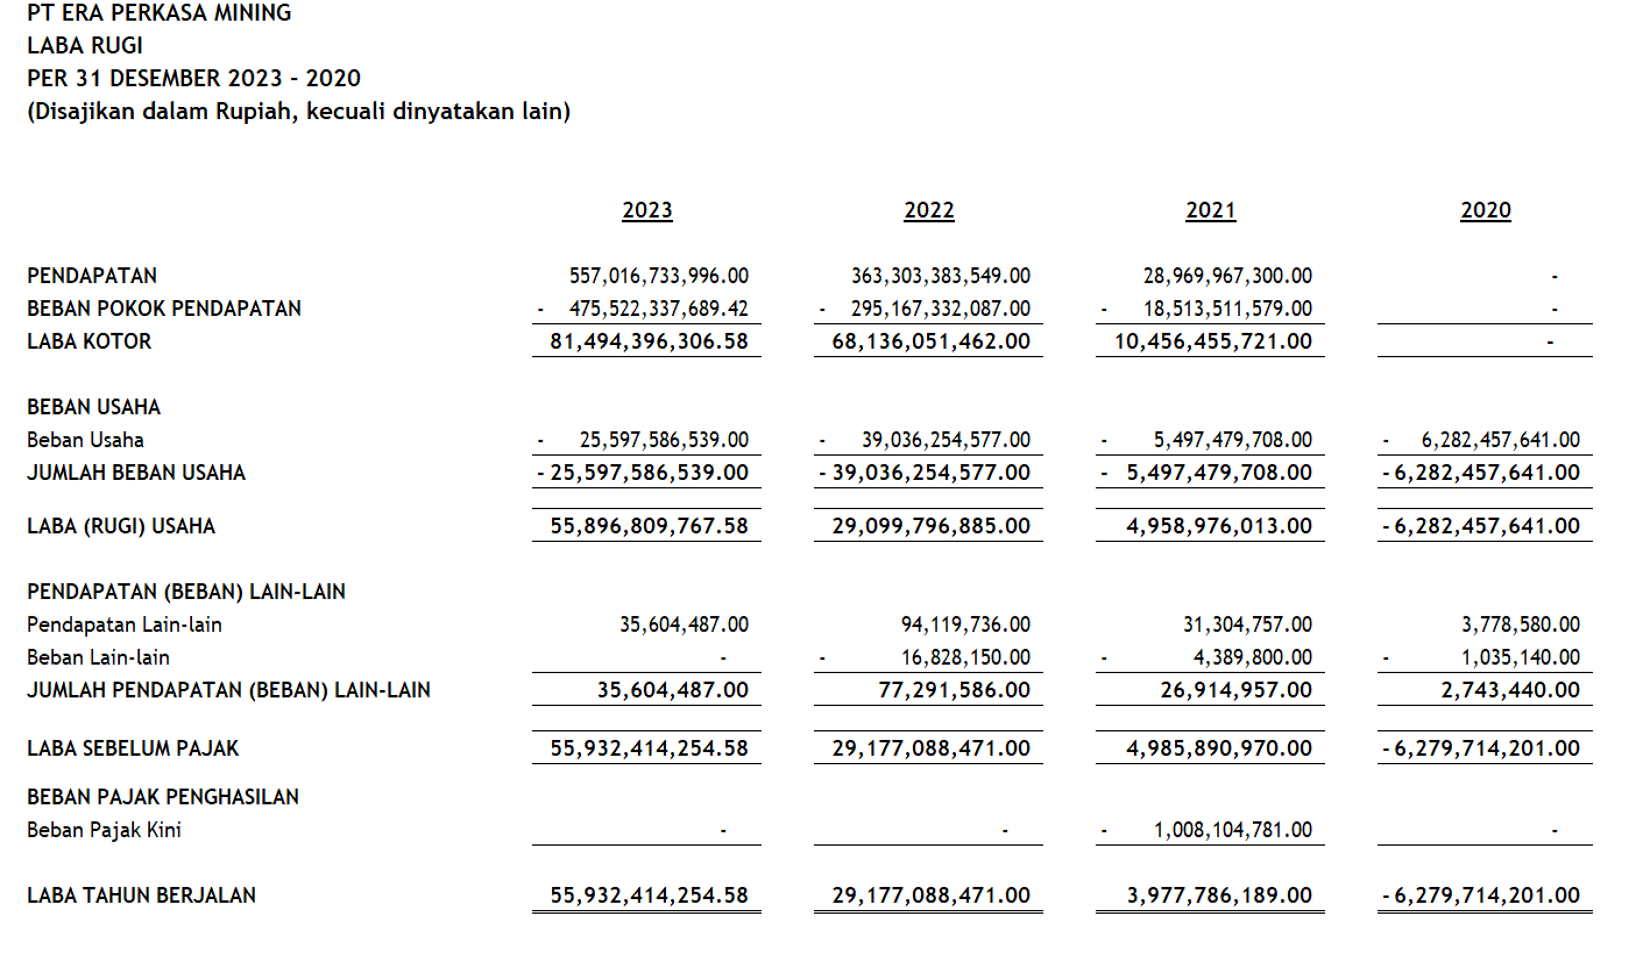 PT ERA PERKASA MINING
LABA RUGI
PER 31 DESEMBER 2023 - 2020
(Disajikan dalam Rupiah, kecuali dinyatakan lain)
2023 2022 2021 2020
PENDAPATAN 557,016,733,996.00 363,303,383,549.00 28,969,967,300.00 -
BEBAN POKOK PENDAPATAN - 475,522,337,689.42 - 295,167,332,087.00 - 18,513,511,579.00 -
LABA KOTOR 81,494,396,306.58 68,136,051,462.00 10,456,455,721.00 -
BEBAN USAHA
Beban Usaha - 25,597,586,539.00 - 39,036,254,577.00 - 5,497,479,708.00 - 6,282,457,641.00
JUMLAH BEBAN USAHA - 25,597,586,539.00 - 39,036,254,577.00 - 5,497,479,708.00 - 6,282,457,641.00
LABA (RUGI) USAHA 55,896,809,767.58 29,099,796,885.00 4,958,976,013.00 - 6,282,457,641.00
PENDAPATAN (BEBAN) LAIN-LAIN
Pendapatan Lain-lain 35,604,487.00 94,119,736.00 31,304,757.00 3,778,580.00
Beban Lain-lain - - 16,828,150.00 - 4,389,800.00 - 1,035,140.00
JUMLAH PENDAPATAN (BEBAN) LAIN-LAIN 35,604,487.00 77,291,586.00 26,914,957.00 2,743,440.00
LABA SEBELUM PAJAK 55,932,414,254.58 29,177,088,471.00 4,985,890,970.00 - 6,279,714,201.00
BEBAN PAJAK PENGHASILAN
Beban Pajak Kini - - - 1,008,104,781.00 -
LABA TAHUN BERJALAN 55,932,414,254.58 29,177,088,471.00 3,977,786,189.00 - 6,279,714,201.00